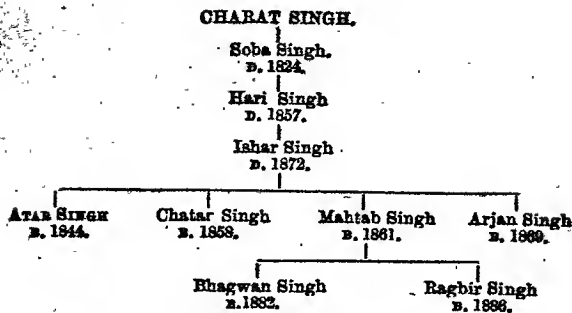 CHARAT SINGH.
Soba Singh.
D. 1824.
Hari Singh
D. 1857.
Ishar Singh
D. 1872.
ATAR SINGH Chatar Singh Mahtab Singh Arjan Singh
B. 1844. B. 1858. B. 1861. B. 1869.
Bhagwan Singh Ragbir Singh
B. 1882. B. 1886.